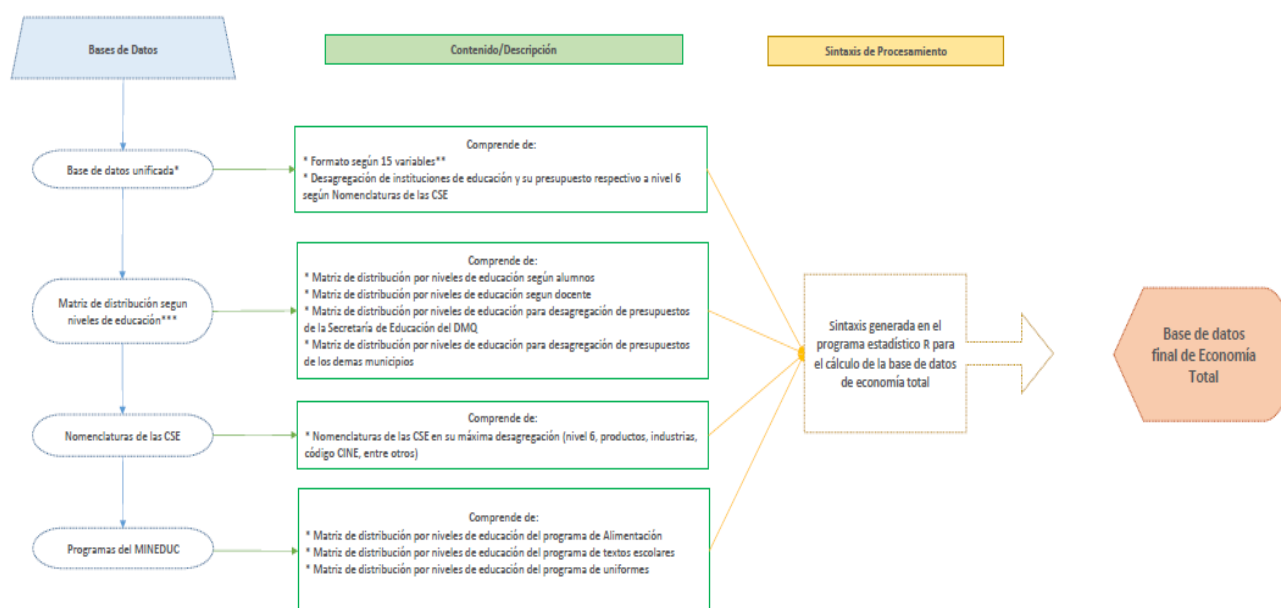 Bases de Datos
Contenido/Descripción
Sintaxis de Procesamiento
Base de datos unificada*
Comprende de:
* Formato según 15 variables**
* Desagregación de instituciones de educación y su presupuesto respectivo a nivel 6
según Nomenclaturas de las CSE
Matriz de distribución segun
niveles de educación***
Comprende de:
* Matriz de distribución por niveles de educación según alumnos
* Matriz de distribución por niveles de educación segun docente
* Matriz de distribución por niveles de educación para desagregación de presupuestos
de la Secretaría de Educación del DMQ
* Matriz de distribución por niveles de educación para desagregación de presupuestos
de los demas municipios
Sintaxis generada en el
programa estadístico R para
el cálculo de la base de datos
de economía total
Base de datos
final de Economía
Total
Nomenclaturas de las CSE
Comprende de:
* Nomenclaturas de las CSE en su máxima desagregación (nivel 6, productos, industrias,
código CINE, entre otros)
Programas del MINEDUC
Comprende de:
* Matriz de distribución por niveles de educación del programa de Alimentación
* Matriz de distribución por niveles de educación del programa de textos escolares
* Matriz de distribución por niveles de educación del programa de uniformes